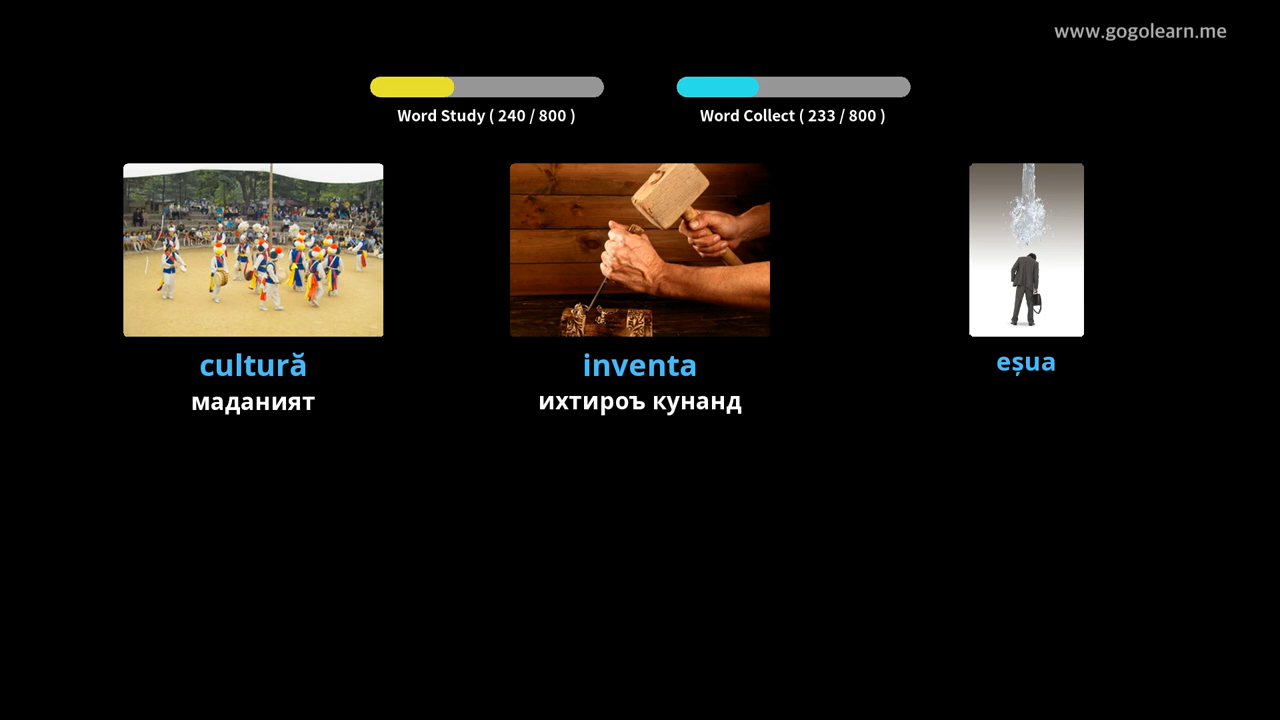 www.gogolearn.me
Word Study ( 240 / 800 )
Word Collect ( 233 / 800 )
cultură
inventa
eșua
маданият
ихтироъ кунанд